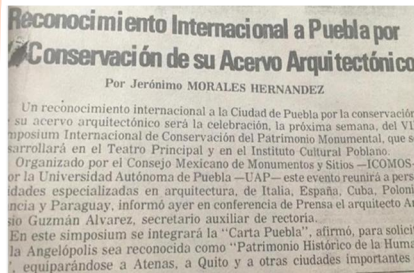 Reconocimiento Internacional a Puebla por
Conservación de su Acervo Arquitectónico
Por Jerónimo MORALES HERNANDEZ
Un reconocimiento internacional a la Ciudad de Puebla por la conservación
su acervo arquitectónico será la celebración, la próxima semana, del VI
mposium Internacional de Conservación del Patrimonio Monumental, que s
sarrollará en el Teatro Principal y en el Instituto Cultural Poblano.
Organizado por el Consejo Mexicano de Monumentos y Sitios —ICOMOS—
or la Universidad Autónoma de Puebla —UAP— este evento reunirá a perso
idades especializadas en arquitectura, de Italia, España, Cuba, Polon
ncia y Paraguay, informó ayer en conferencia de Prensa el arquitecto A
sio Guzmán Alvarez, secretario auxiliar de rectoría.
En este simposium se integrará la "Carta Puebla", afirmó, para solici
la Angelópolis sea reconocida como "Patrimonio Histórico de la Huma
", equiparándose a Atenas, a Quito y a otras ciudades importantes